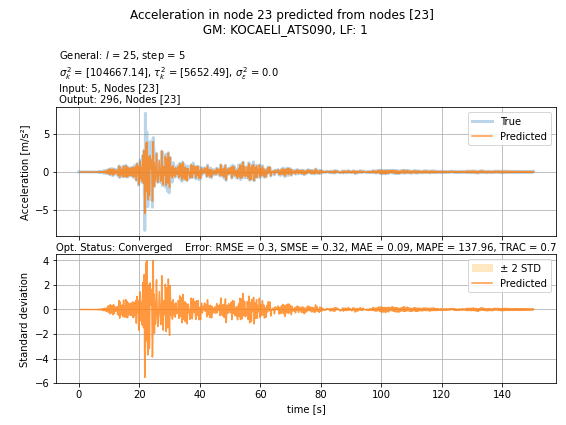 Acceleration in node 23 predicted from nodes [23]
GM: KOCAELI_ATS090, LF: 1
General: l = 25, step = 5
σ²ₖ = [104667.14], τ²ₖ = [5652.49], σ²ε = 0.0
Input: 5, Nodes [23]
Output: 296, Nodes [23]
True
Predicted
5
0
−5
Acceleration [m/s²]
Opt. Status: Converged Error: RMSE = 0.3, SMSE = 0.32, MAE = 0.09, MAPE = 137.96, TRAC = 0.7
± 2 STD
Predicted
4
2
0
−2
−4
−6
Standard deviation
0 20 40 60 80 100 120 140
time [s]